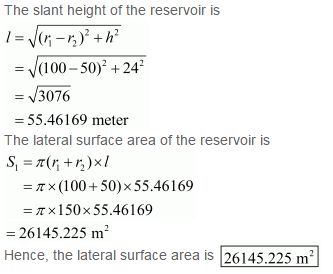 The slant height of the reservoir is
l = √((r₁ − r₂)² + h²)
= √((100 − 50)² + 24²)
= √3076
= 55.46169 meter
The lateral surface area of the reservoir is
S₁ = π(r₁ + r₂) × l
= π × (100 + 50) × 55.46169
= π × 150 × 55.46169
= 26145.225 m²
Hence, the lateral surface area is 26145.225 m²